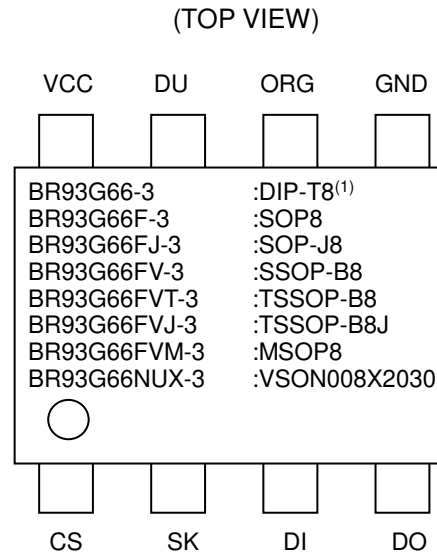 (TOP VIEW)
VCC DU ORG GND
BR93G66-3 :DIP-T8(1)
BR93G66F-3 :SOP8
BR93G66FJ-3 :SOP-J8
BR93G66FV-3 :SSOP-B8
BR93G66FVT-3 :TSSOP-B8
BR93G66FVJ-3 :TSSOP-B8J
BR93G66FVM-3 :MSOP8
BR93G66NUX-3 :VSON008X2030
CS SK DI DO